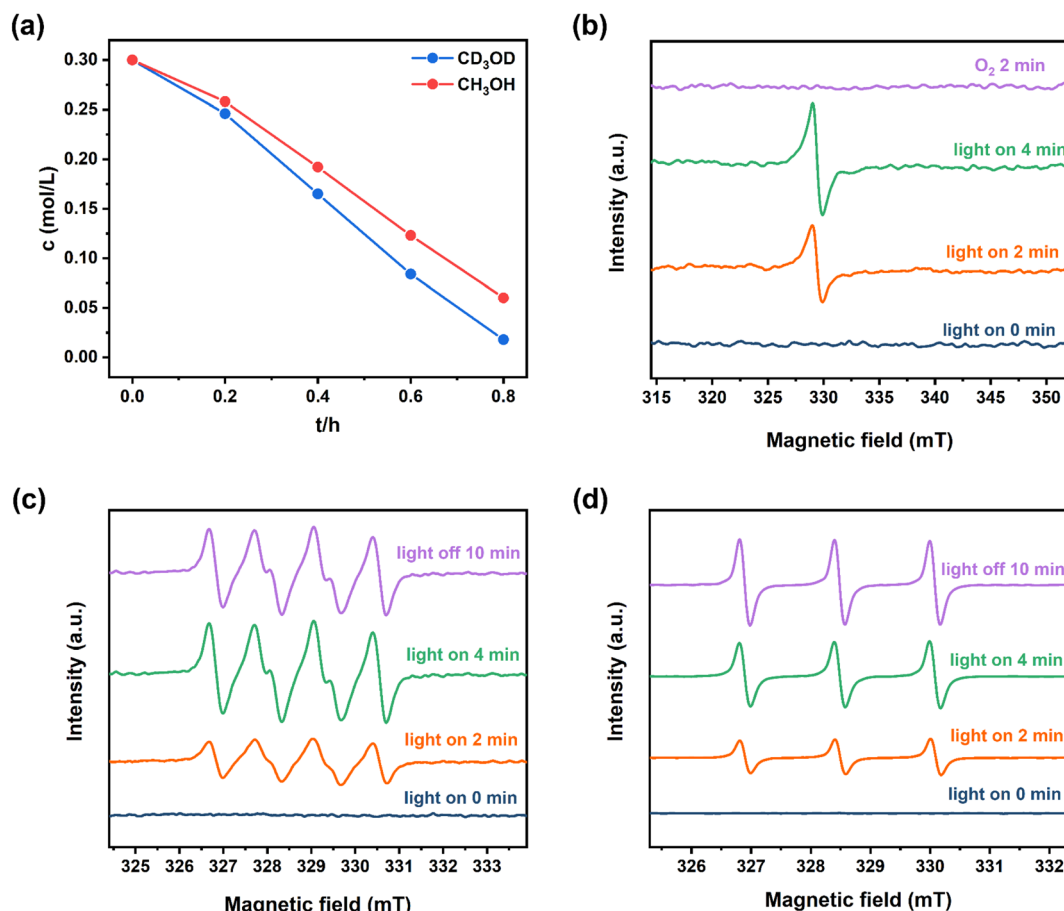 (a)
CD₃OD
CH₃OH
0.30
0.25
0.20
0.15
0.10
0.05
0.00
c (mol/L)
0.0 0.2 0.4 0.6 0.8
t/h
(b)
O₂ 2 min
light on 4 min
light on 2 min
light on 0 min
Intensity (a.u.)
315 320 325 330 335 340 345 350
Magnetic field (mT)
(c)
light off 10 min
light on 4 min
light on 2 min
light on 0 min
Intensity (a.u.)
325 326 327 328 329 330 331 332 333
Magnetic field (mT)
(d)
light off 10 min
light on 4 min
light on 2 min
light on 0 min
Intensity (a.u.)
326 327 328 329 330 331 332
Magnetic field (mT)